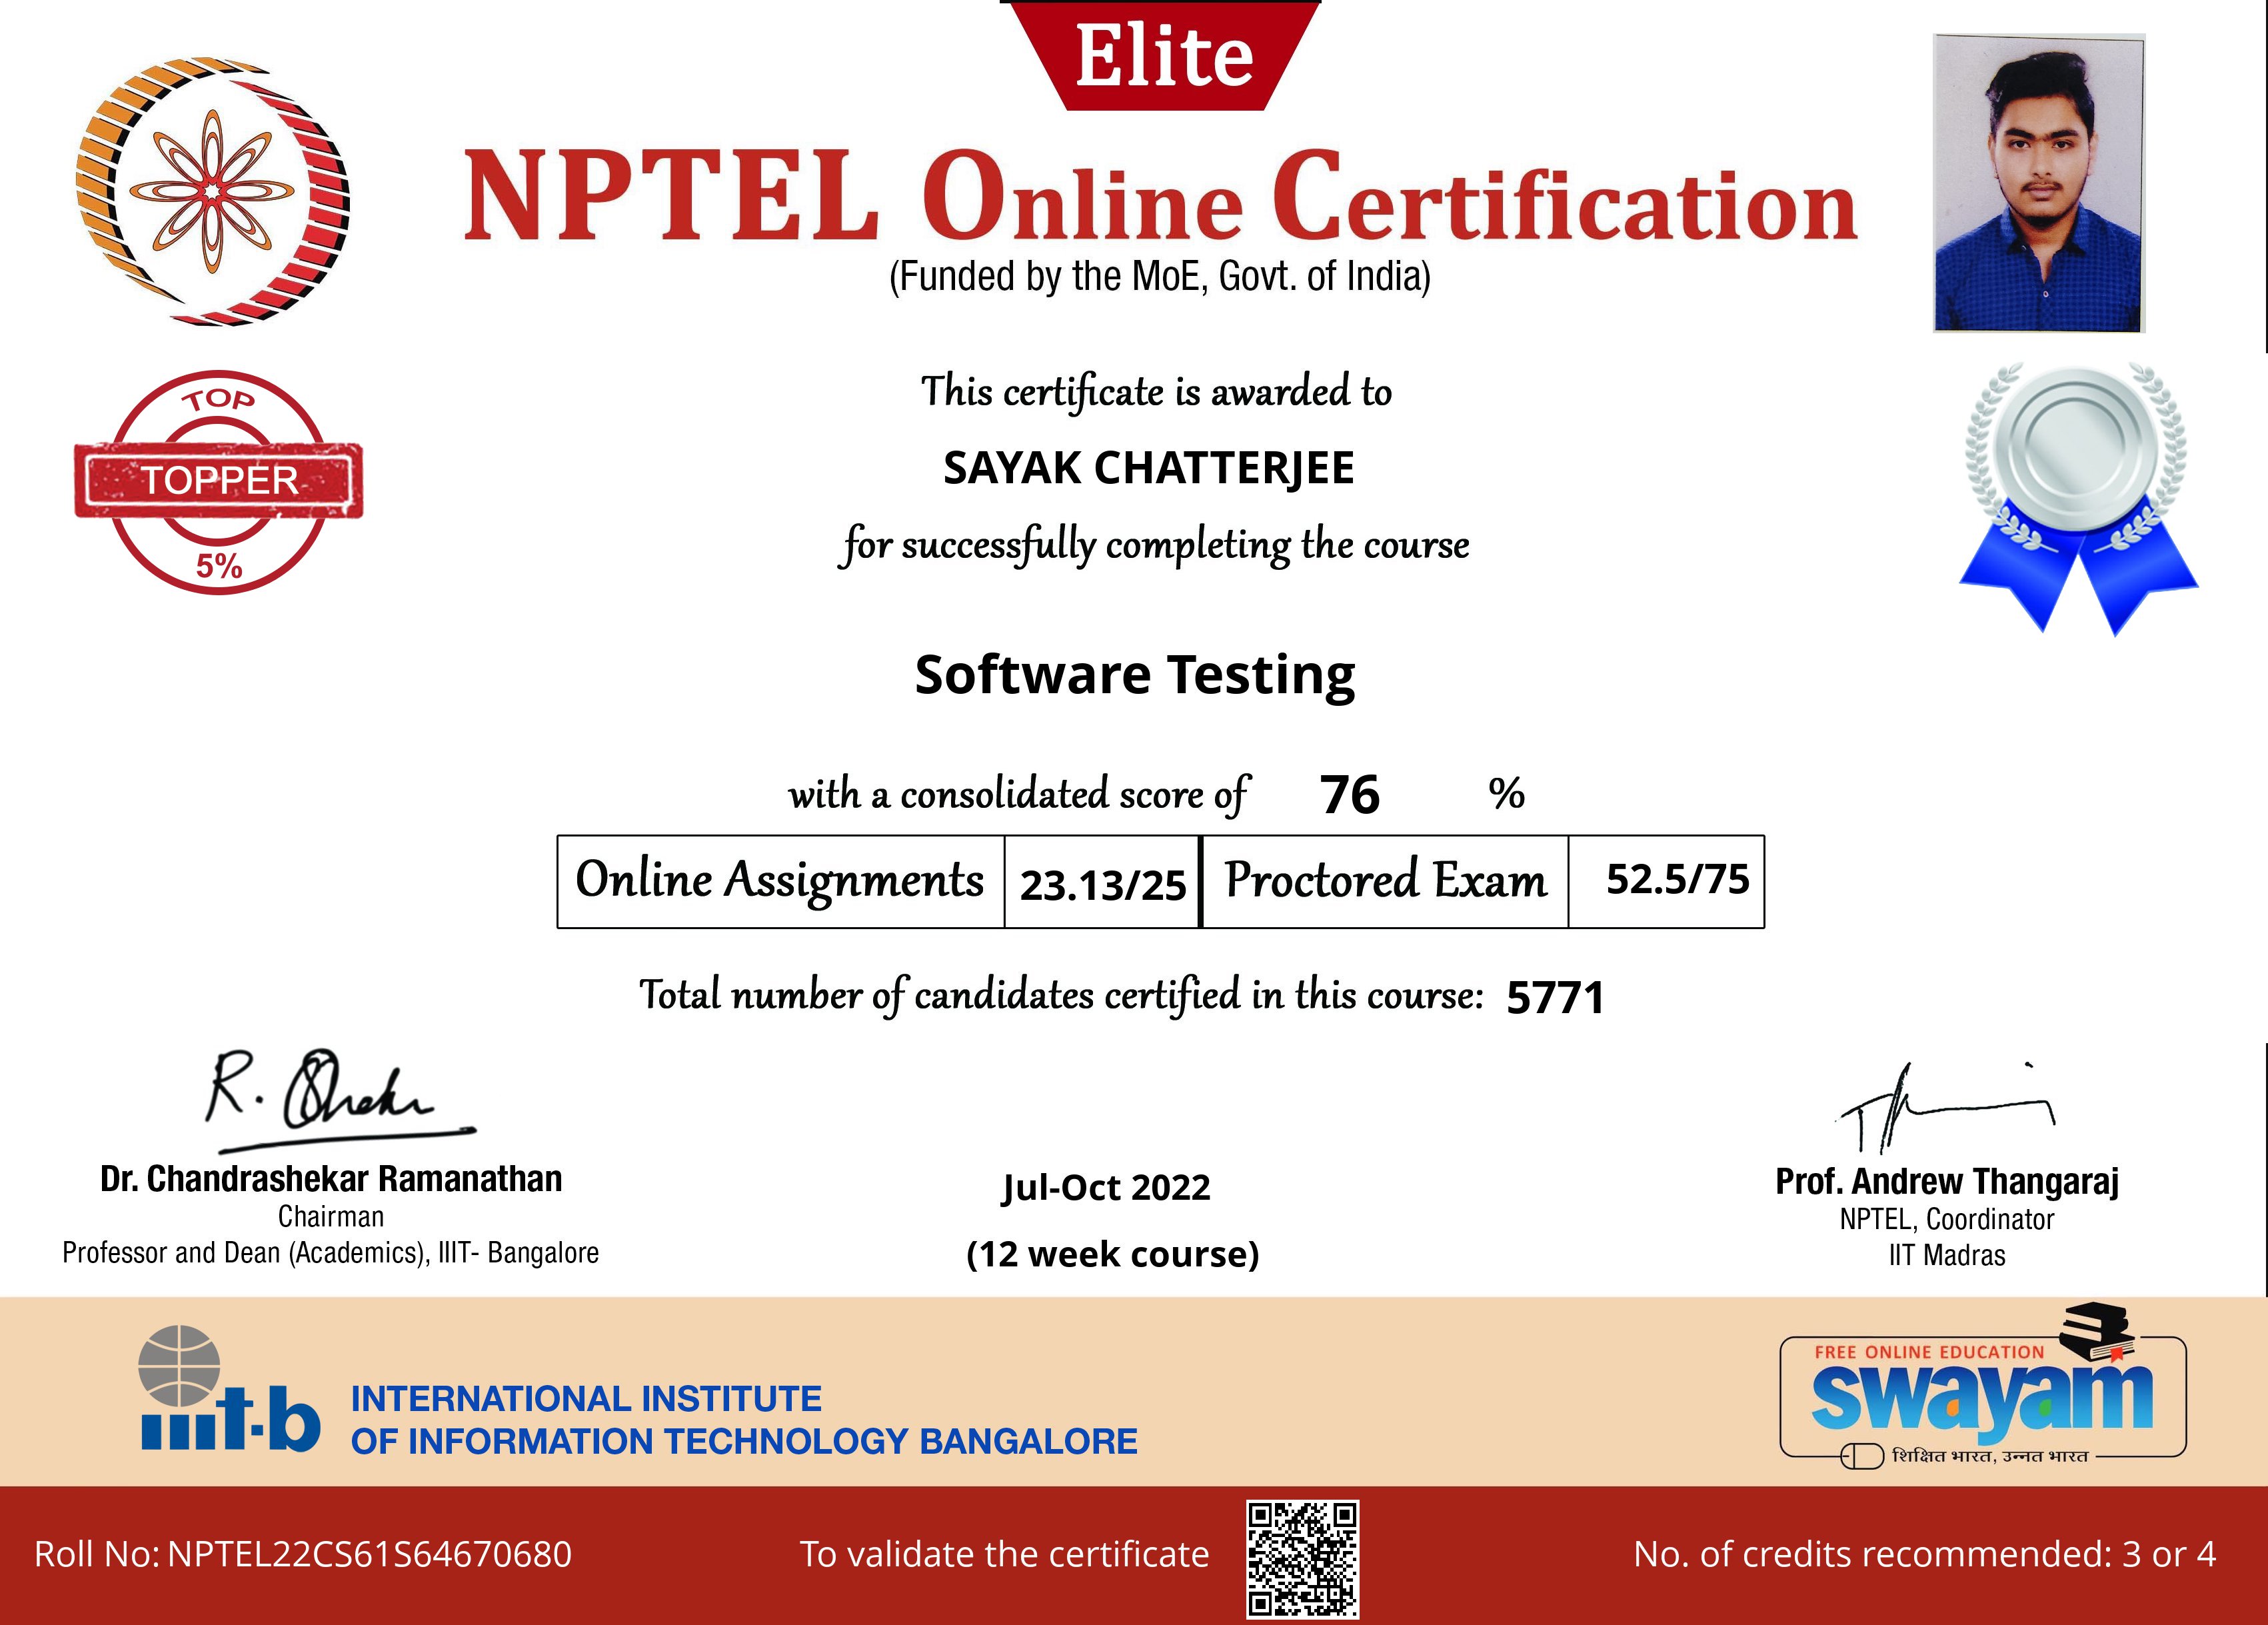 Elite
NPTEL Online Certification
(Funded by the MoE, Govt. of India)
TOP
TOPPER
5%
This certificate is awarded to
SAYAK CHATTERJEE
for successfully completing the course
Software Testing
with a consolidated score of 76 %
Online Assignments 23.13/25 Proctored Exam 52.5/75
Total number of candidates certified in this course: 5771
R. Shekar
Dr. Chandrashekar Ramanathan
Chairman
Professor and Dean (Academics), IIIT- Bangalore
Jul-Oct 2022
(12 week course)
Prof. Andrew Thangaraj
NPTEL, Coordinator
IIT Madras
iiit-b
INTERNATIONAL INSTITUTE
OF INFORMATION TECHNOLOGY BANGALORE
FREE ONLINE EDUCATION
swayam
शिक्षित भारत, उन्नत भारत
Roll No: NPTEL22CS61S64670680
To validate the certificate
No. of credits recommended: 3 or 4